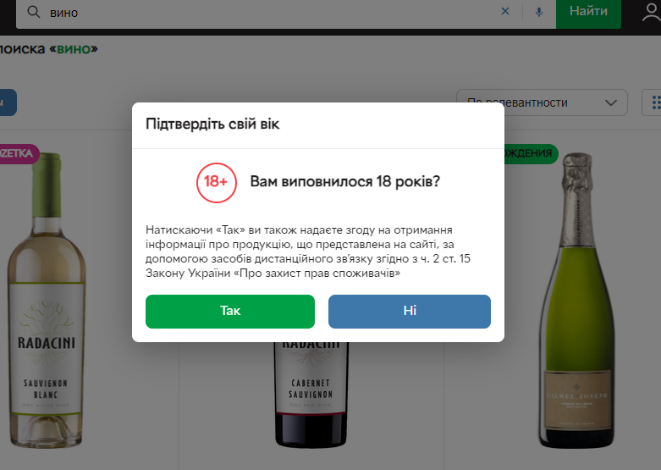 вино
Найти
поиска «вино»
По релевантности
Підтвердіть свій вік
18+ Вам виповнилося 18 років?
Натискаючи «Так» ви також надаєте згоду на отримання
інформації про продукцію, що представлена на сайті, за
допомогою засобів дистанційного зв'язку згідно з ч. 2 ст. 15
Закону України «Про захист прав споживачів»
Так
Ні
RADACINI
SAUVIGNON
BLANC
RADACINI
CABERNET
SAUVIGNON